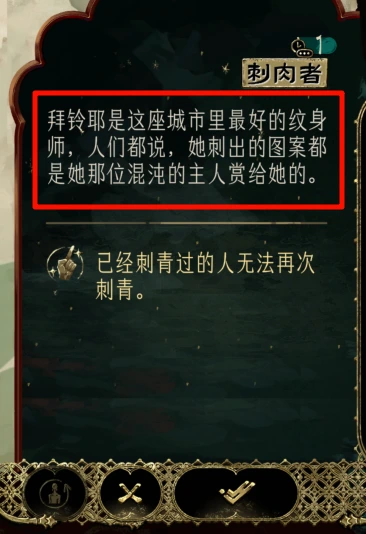 1
刺肉者
拜铃耶是这座城市里最好的纹身
师，人们都说，她刺出的图案都
是她那位混沌的主人赏给她的。
已经刺青过的人无法再次
刺青。